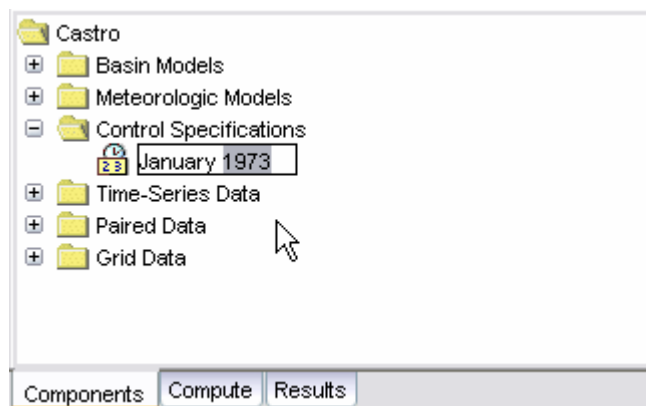 Castro
Basin Models
Meteorologic Models
Control Specifications
January 1973
Time-Series Data
Paired Data
Grid Data
Components Compute Results